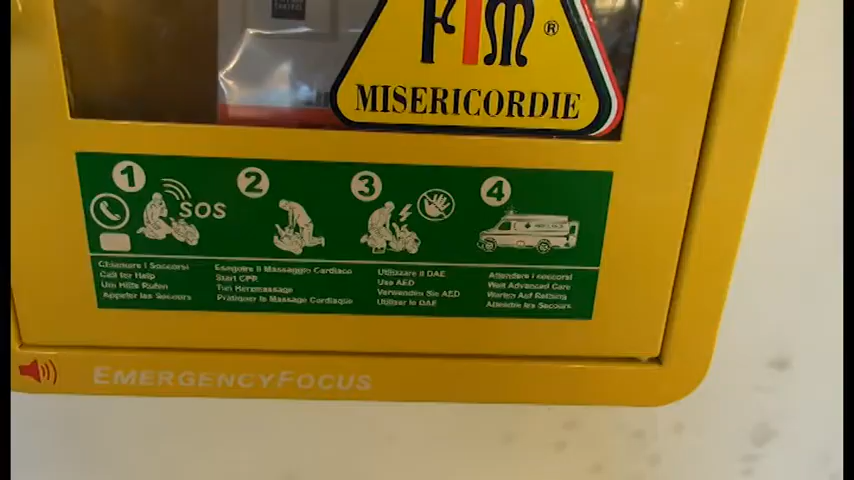 FIM ®
MISERICORDIE
1
SOS
2
3
4
Chiamare i Soccorsi
Call for Help
Um Hilfe Rufen
Appeler les Secours
Eseguire il Massaggio Cardiaco
Start CPR
Tun Herzmassage
Pratiquer le Massage Cardiaque
Utilizzare il DAE
Use AED
Verwenden Sie AED
Utiliser le DAE
Attendere i soccorsi
Wait Advanced Care
Warten Auf Rettung
Attendre les Secours
EMERGENCYFOCUS